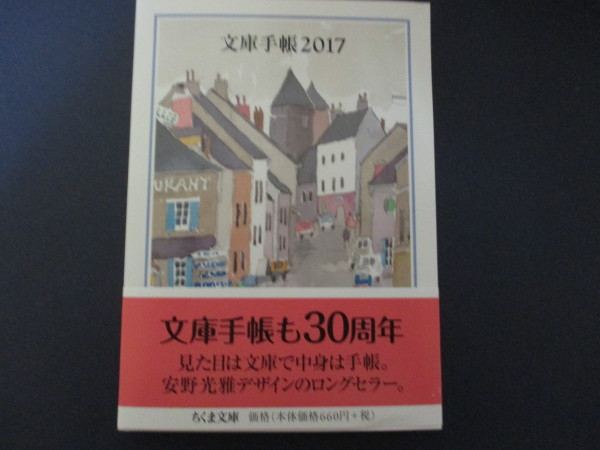 文庫手帳2017
URANT
文庫手帳も30周年
見た目は文庫で中身は手帳。
安野光雅デザインのロングセラー。
ちくま文庫 価格(本体価格660円+税)